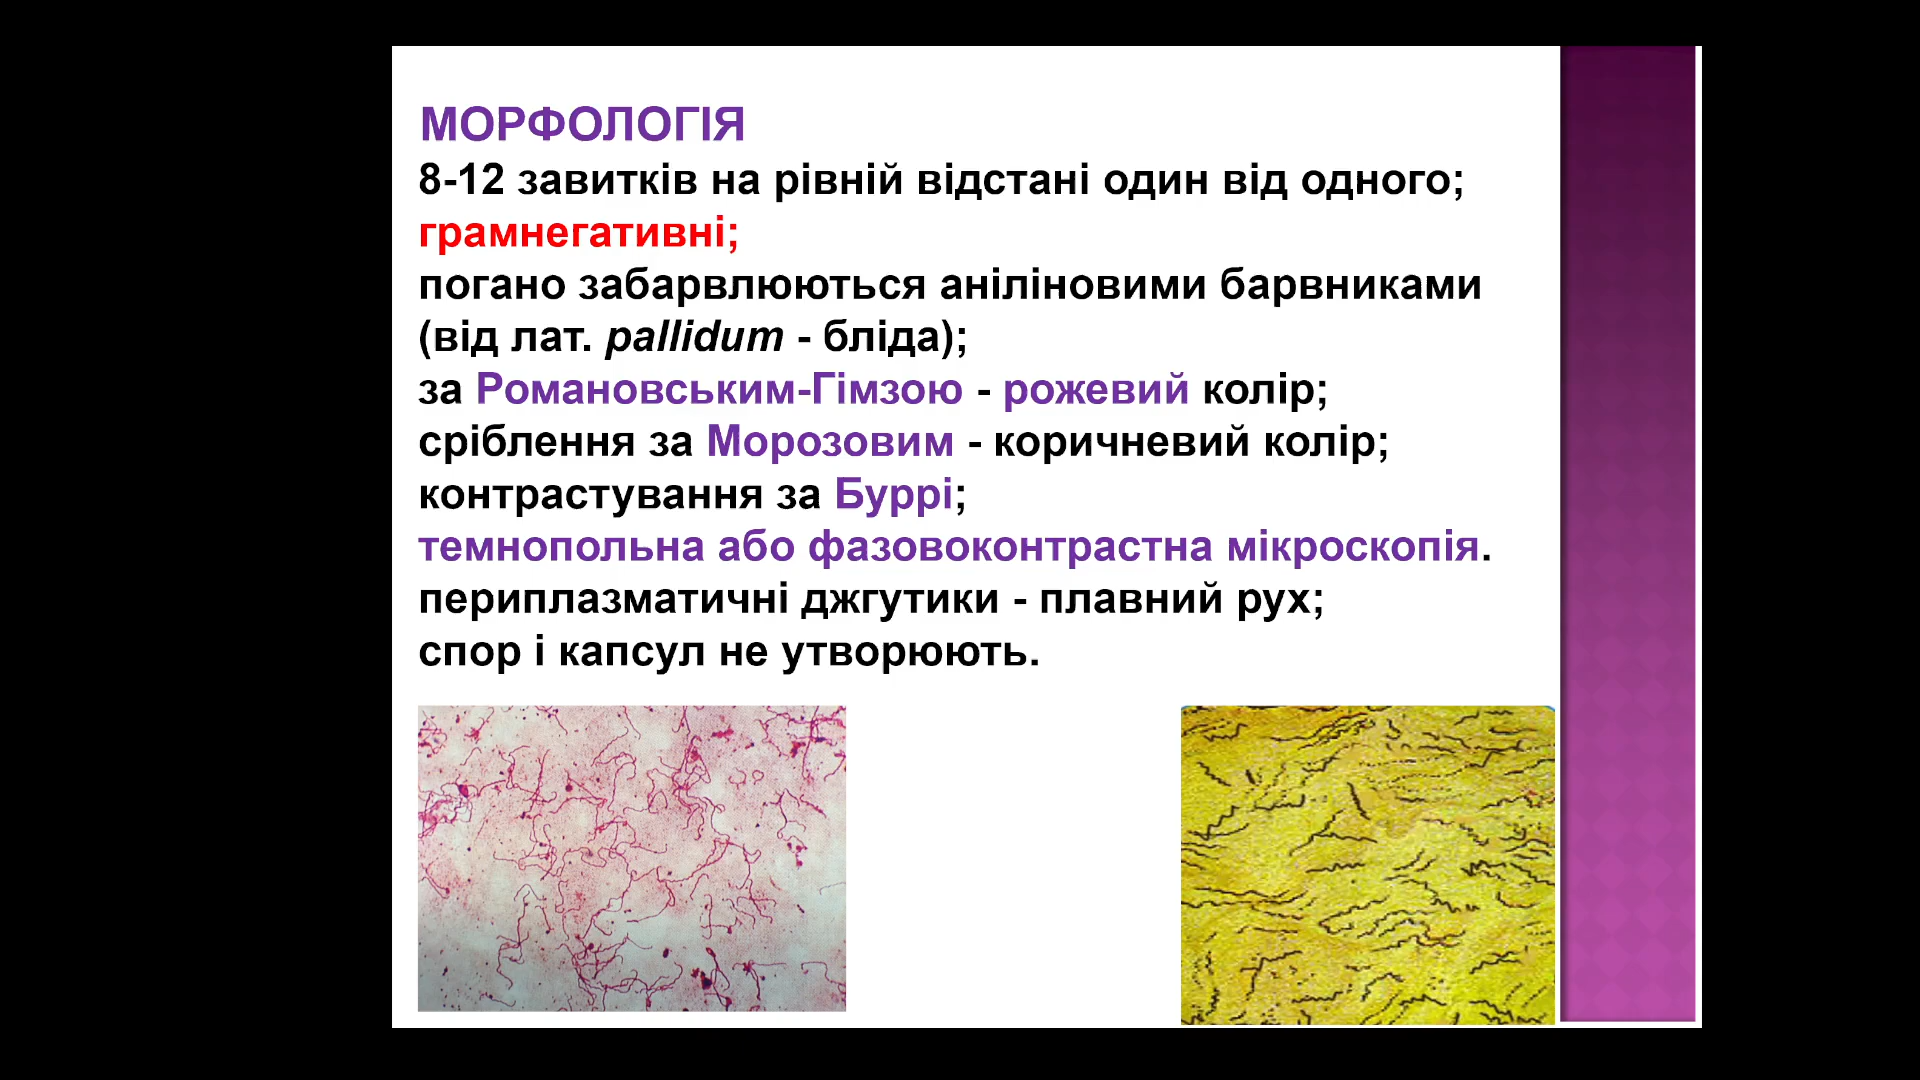 МОРФОЛОГІЯ
8-12 завитків на рівній відстані один від одного;
грамнегативні;
погано забарвлюються аніліновими барвниками
(від лат. pallidum - бліда);
за Романовським-Гімзою - рожевий колір;
сріблення за Морозовим - коричневий колір;
контрастування за Буррі;
темнопольна або фазовоконтрастна мікроскопія.
периплазматичні джгутики - плавний рух;
спор і капсул не утворюють.